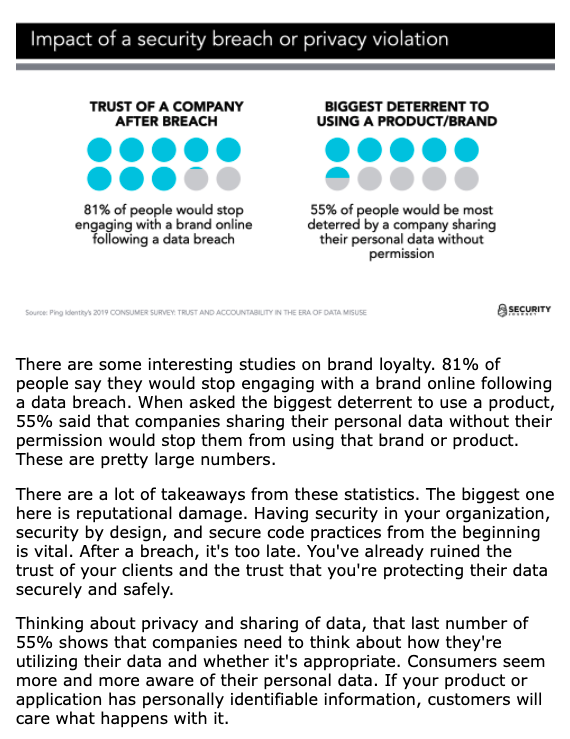 Impact of a security breach or privacy violation
TRUST OF A COMPANY
AFTER BREACH
81% of people would stop
engaging with a brand online
following a data breach
BIGGEST DETERRENT TO
USING A PRODUCT/BRAND
55% of people would be most
deterred by a company sharing
their personal data without
permission
Source: Ping Identity's 2019 CONSUMER SURVEY: TRUST AND ACCOUNTABILITY IN THE ERA OF DATA MISUSE
SECURITY
JOURNEY
There are some interesting studies on brand loyalty. 81% of
people say they would stop engaging with a brand online following
a data breach. When asked the biggest deterrent to use a product,
55% said that companies sharing their personal data without their
permission would stop them from using that brand or product.
These are pretty large numbers.
There are a lot of takeaways from these statistics. The biggest one
here is reputational damage. Having security in your organization,
security by design, and secure code practices from the beginning
is vital. After a breach, it's too late. You've already ruined the
trust of your clients and the trust that you're protecting their data
securely and safely.
Thinking about privacy and sharing of data, that last number of
55% shows that companies need to think about how they're
utilizing their data and whether it's appropriate. Consumers seem
more and more aware of their personal data. If your product or
application has personally identifiable information, customers will
care what happens with it.